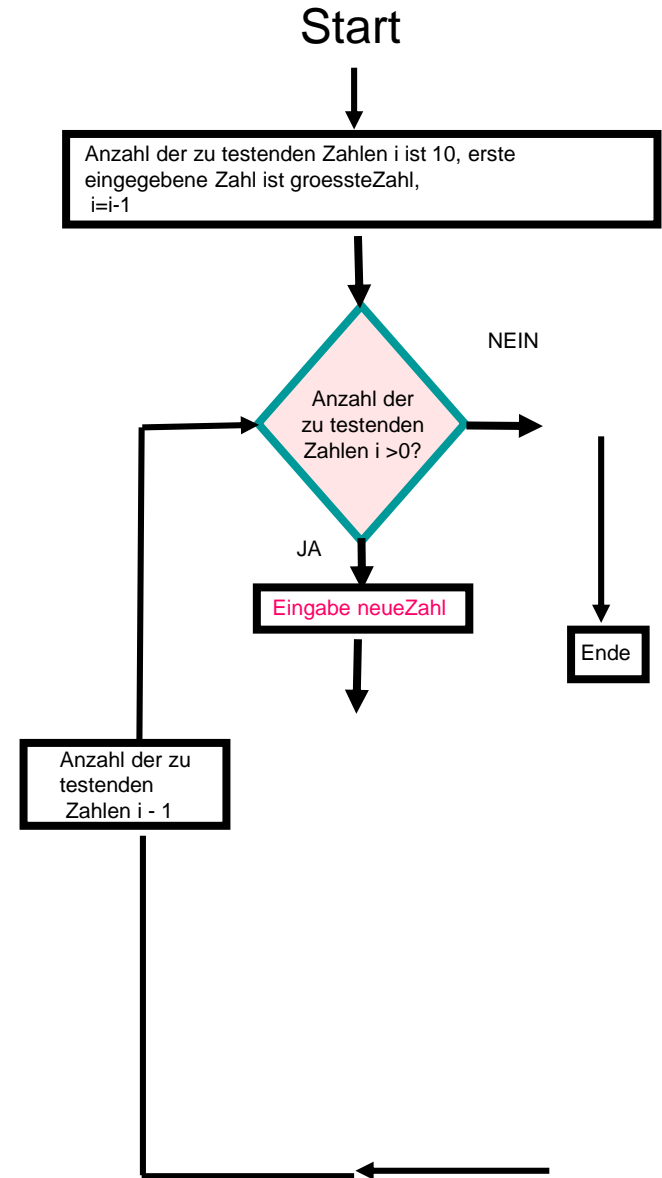 Start
Anzahl der zu testenden Zahlen i ist 10, erste
eingegebene Zahl ist groessteZahl,
i=i-1
NEIN
Anzahl der
zu testenden
Zahlen i >0?
JA
Eingabe neueZahl
Ende
Anzahl der zu
testenden
Zahlen i - 1